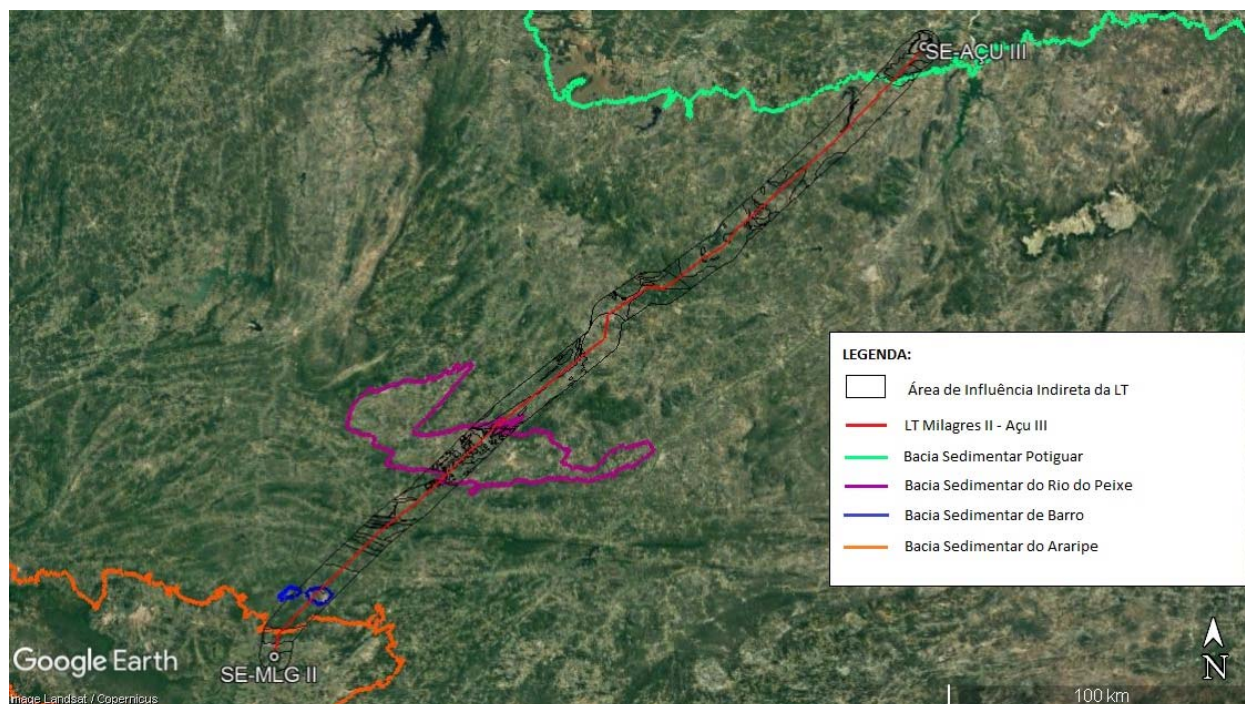 SE-AÇU III
LEGENDA:
Área de Influência Indireta da LT
LT Milagres II - Açu III
Bacia Sedimentar Potiguar
Bacia Sedimentar do Rio do Peixe
Bacia Sedimentar de Barro
Bacia Sedimentar do Araripe
Google Earth
SE-MLG II
N
Image Landsat / Copernicus
100 km